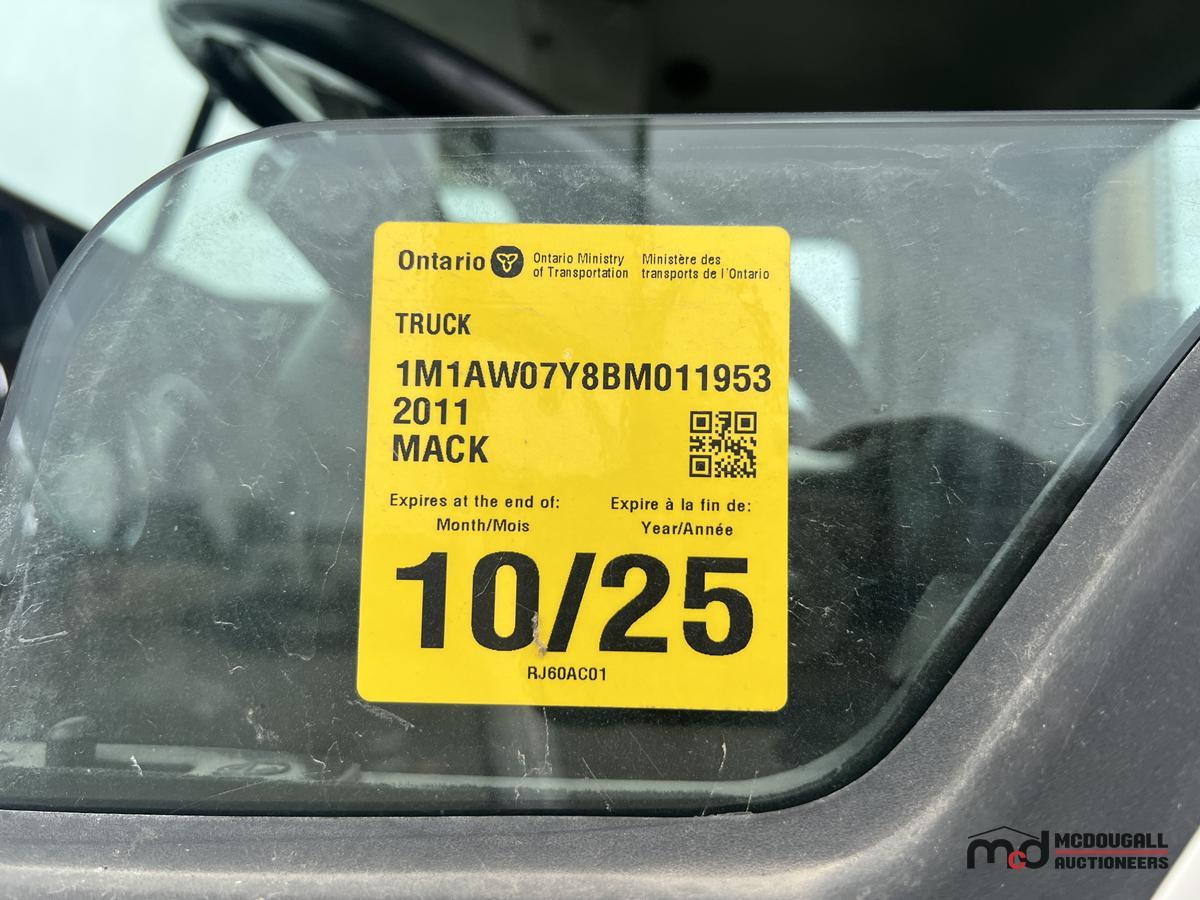 Ontario
Ontario Ministry
of Transportation
Ministère des
transports de l'Ontario
TRUCK
1M1AW07Y8BM011953
2011
MACK
Expires at the end of:
Month/Mois
Expire à la fin de:
Year/Année
10/25
RJ60AC01
mcd MCDOUGALL
AUCTIONEERS